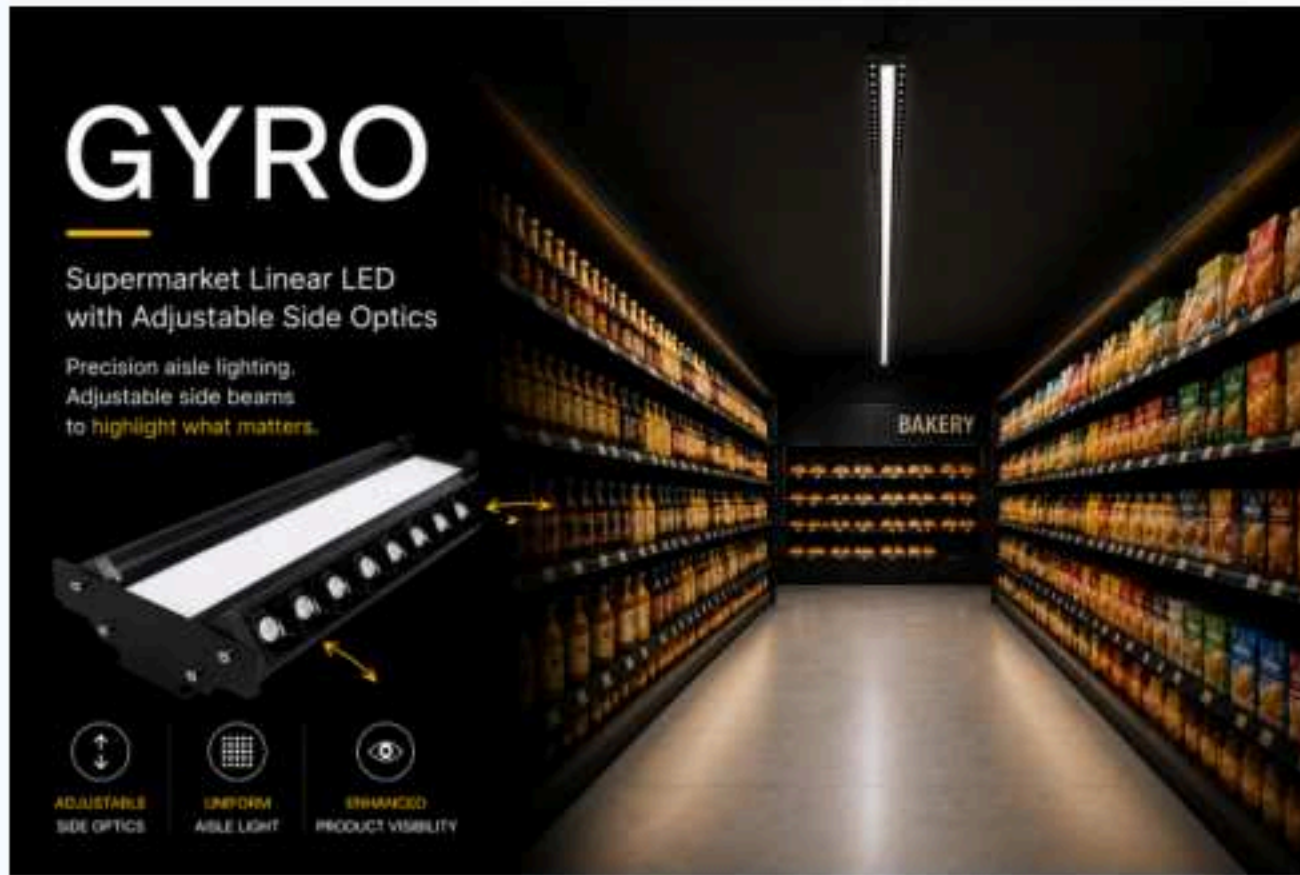 GYRO
Supermarket Linear LED
with Adjustable Side Optics
Precision aisle lighting.
Adjustable side beams
to highlight what matters.
BAKERY
ADJUSTABLE
SIDE OPTICS
UNIFORM
AISLE LIGHT
ENHANCED
PRODUCT VISIBILITY